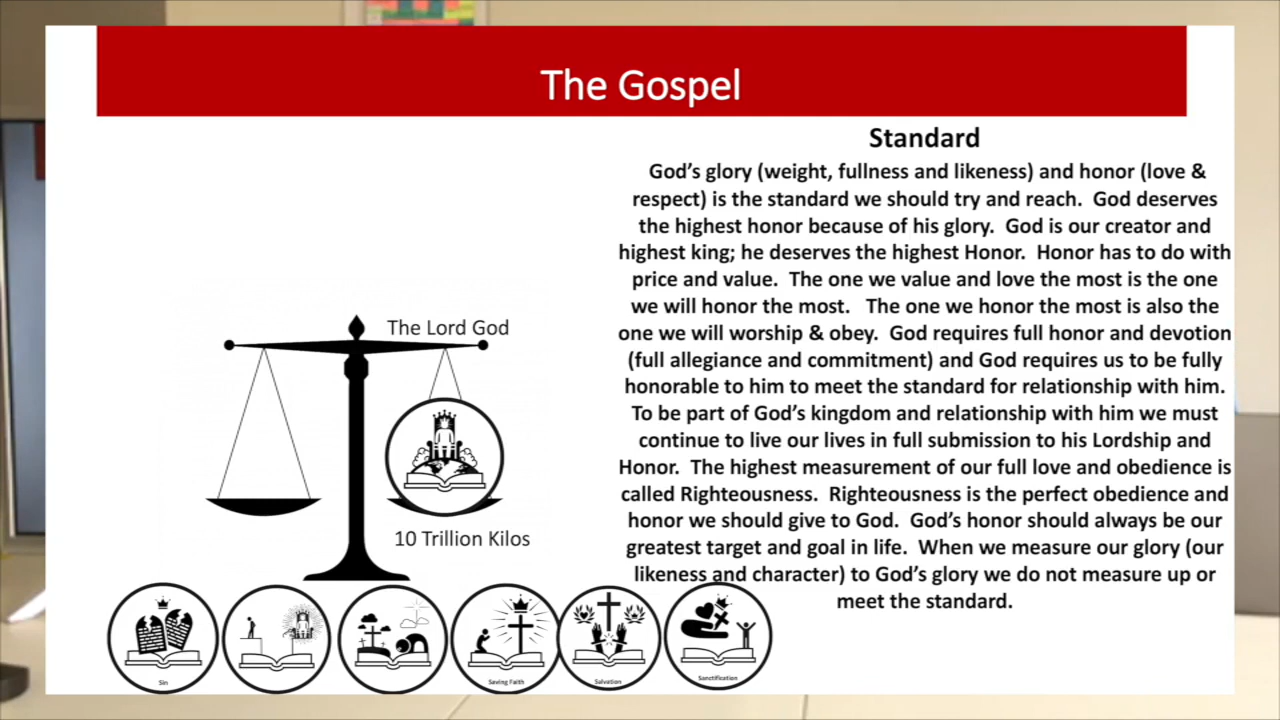 The Gospel
Standard
God's glory (weight, fullness and likeness) and honor (love &
respect) is the standard we should try and reach.  God deserves
the highest honor because of his glory.  God is our creator and
highest king; he deserves the highest Honor.  Honor has to do with
price and value.  The one we value and love the most is the one
we will honor the most.   The one we honor the most is also the
one we will worship & obey.  God requires full honor and devotion
(full allegiance and commitment) and God requires us to be fully
honorable to him to meet the standard for relationship with him.
To be part of God's kingdom and relationship with him we must
continue to live our lives in full submission to his Lordship and
Honor.  The highest measurement of our full love and obedience is
called Righteousness.  Righteousness is the perfect obedience and
honor we should give to God.  God's honor should always be our
greatest target and goal in life.  When we measure our glory (our
likeness and character) to God's glory we do not measure up or
meet the standard.
The Lord God
10 Trillion Kilos
Sin
Saving Faith
Salvation
Sanctification